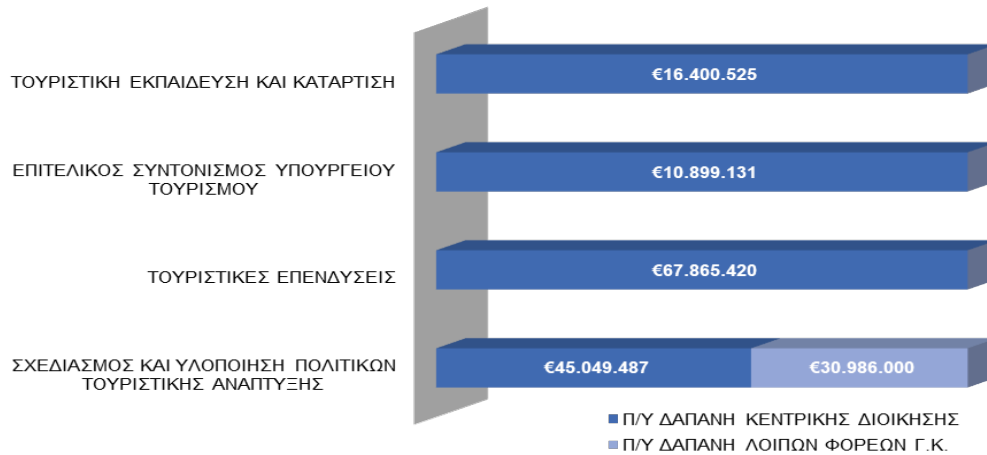 ΤΟΥΡΙΣΤΙΚΗ ΕΚΠΑΙΔΕΥΣΗ ΚΑΙ ΚΑΤΑΡΤΙΣΗ
€16.400.525
ΕΠΙΤΕΛΙΚΟΣ ΣΥΝΤΟΝΙΣΜΟΣ ΥΠΟΥΡΓΕΙΟΥ
ΤΟΥΡΙΣΜΟΥ
€10.899.131
ΤΟΥΡΙΣΤΙΚΕΣ ΕΠΕΝΔΥΣΕΙΣ
€67.865.420
ΣΧΕΔΙΑΣΜΟΣ ΚΑΙ ΥΛΟΠΟΙΗΣΗ ΠΟΛΙΤΙΚΩΝ
ΤΟΥΡΙΣΤΙΚΗΣ ΑΝΑΠΤΥΞΗΣ
€45.049.487
€30.986.000
Π/Υ ΔΑΠΑΝΗ ΚΕΝΤΡΙΚΗΣ ΔΙΟΙΚΗΣΗΣ
Π/Υ ΔΑΠΑΝΗ ΛΟΙΠΩΝ ΦΟΡΕΩΝ Γ.Κ.